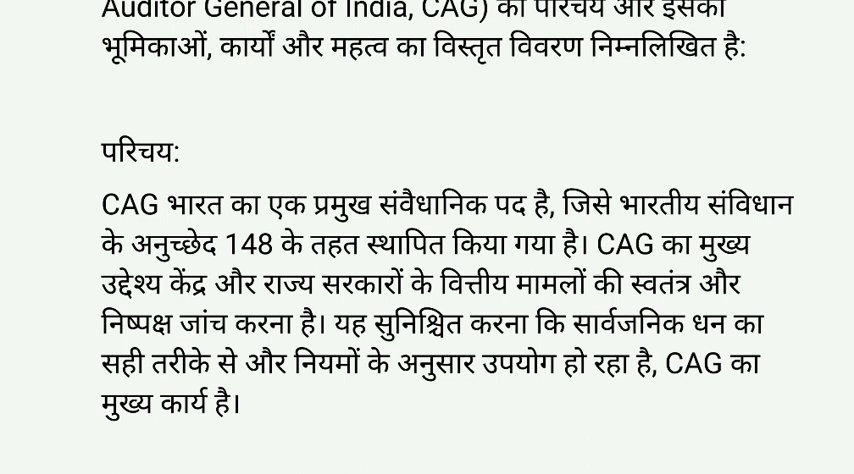 Auditor General of India, CAG) का परिचय और इसकी
भूमिकाओं, कार्यों और महत्व का विस्तृत विवरण निम्नलिखित है:
परिचय:
CAG भारत का एक प्रमुख संवैधानिक पद है, जिसे भारतीय संविधान
के अनुच्छेद 148 के तहत स्थापित किया गया है। CAG का मुख्य
उद्देश्य केंद्र और राज्य सरकारों के वित्तीय मामलों की स्वतंत्र और
निष्पक्ष जांच करना है। यह सुनिश्चित करना कि सार्वजनिक धन का
सही तरीके से और नियमों के अनुसार उपयोग हो रहा है, CAG का
मुख्य कार्य है।